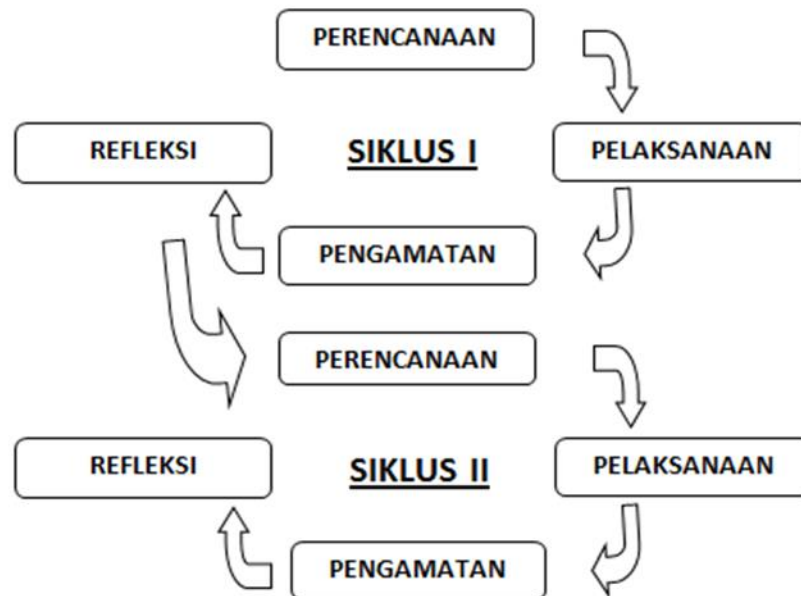 PERENCANAAN
REFLEKSI
SIKLUS I
PELAKSANAAN
PENGAMATAN
PERENCANAAN
REFLEKSI
SIKLUS II
PELAKSANAAN
PENGAMATAN